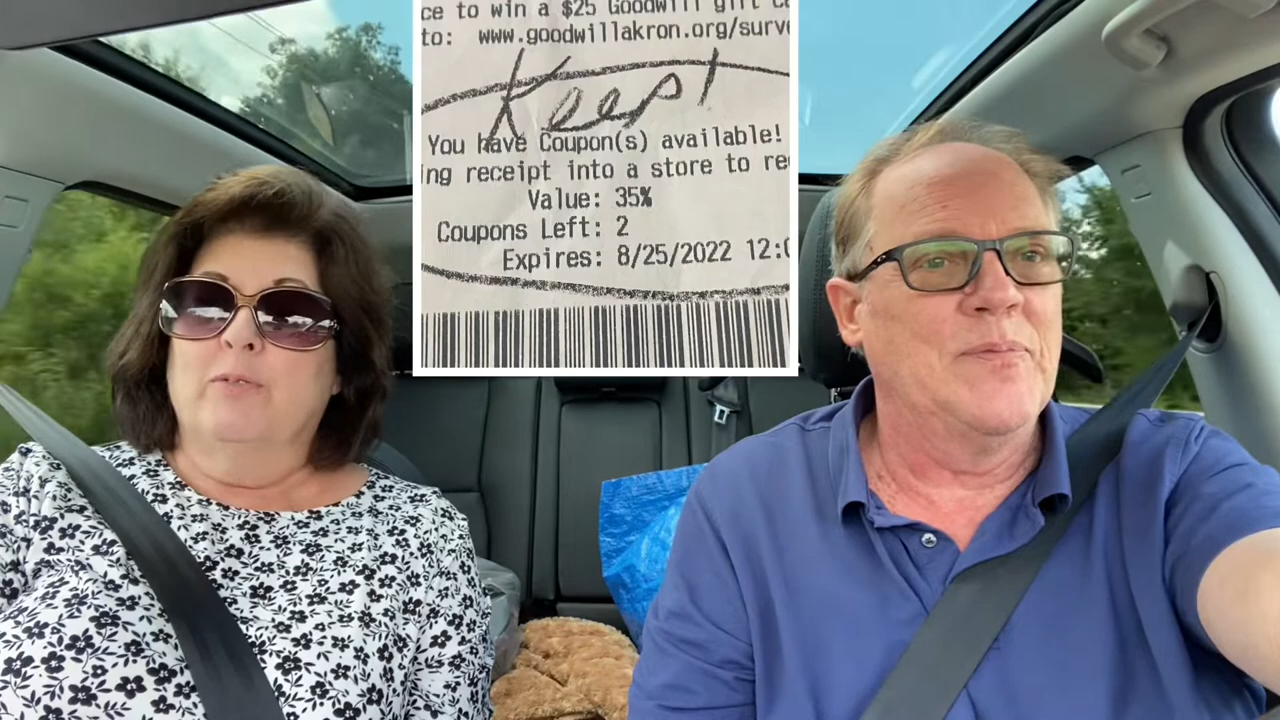 ce to win a $25 Goodwill gift c
to: www.goodwillakron.org/surv
Keep!
You have Coupon(s) available!
ing receipt into a store to re
Value: 35%
Coupons Left: 2
Expires: 8/25/2022 12:0